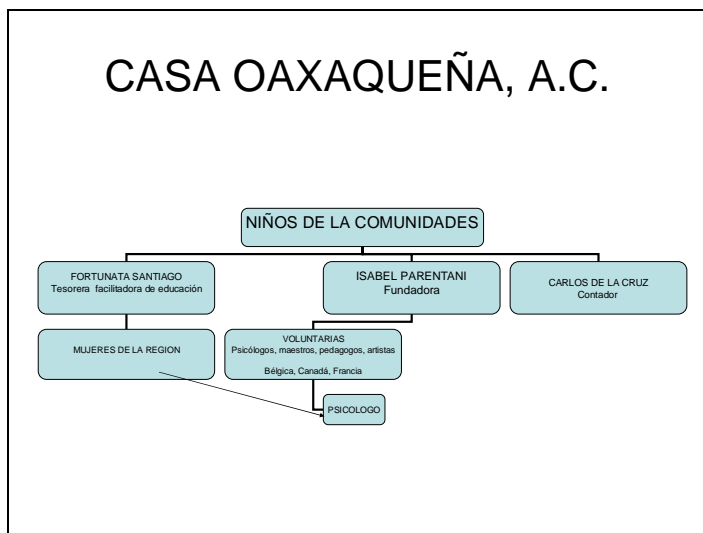 CASA OAXAQUEÑA, A.C.
NIÑOS DE LA COMUNIDADES
FORTUNATA SANTIAGO
Tesorera facilitadora de educación
ISABEL PARENTANI
Fundadora
CARLOS DE LA CRUZ
Contador
MUJERES DE LA REGION
VOLUNTARIAS
Psicólogos, maestros, pedagogos, artistas
Bélgica, Canadá, Francia
PSICOLOGO